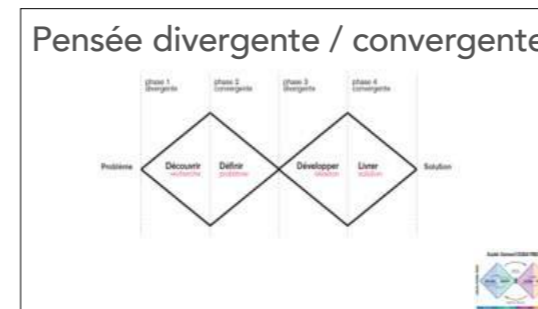 Pensée divergente / convergente
phase 1 phase 2 phase 3 phase 4
divergente convergente divergente convergente
Problème Découvrir Définir Développer Livrer Solution
recherche problème solution